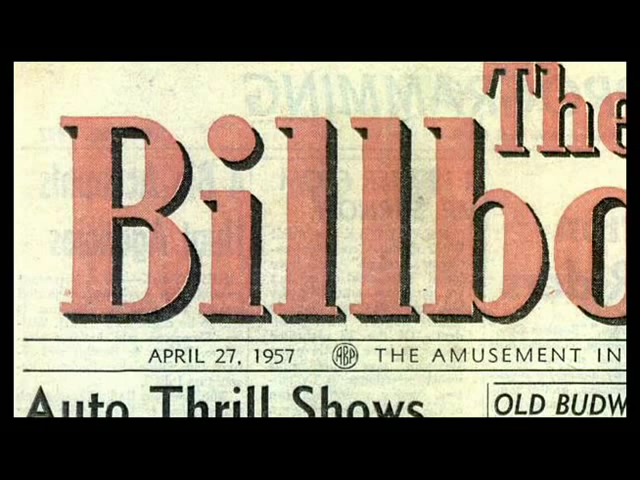 The
Billbo
APRIL 27, 1957 ABP THE AMUSEMENT IN
Auto Thrill Shows
OLD BUDW